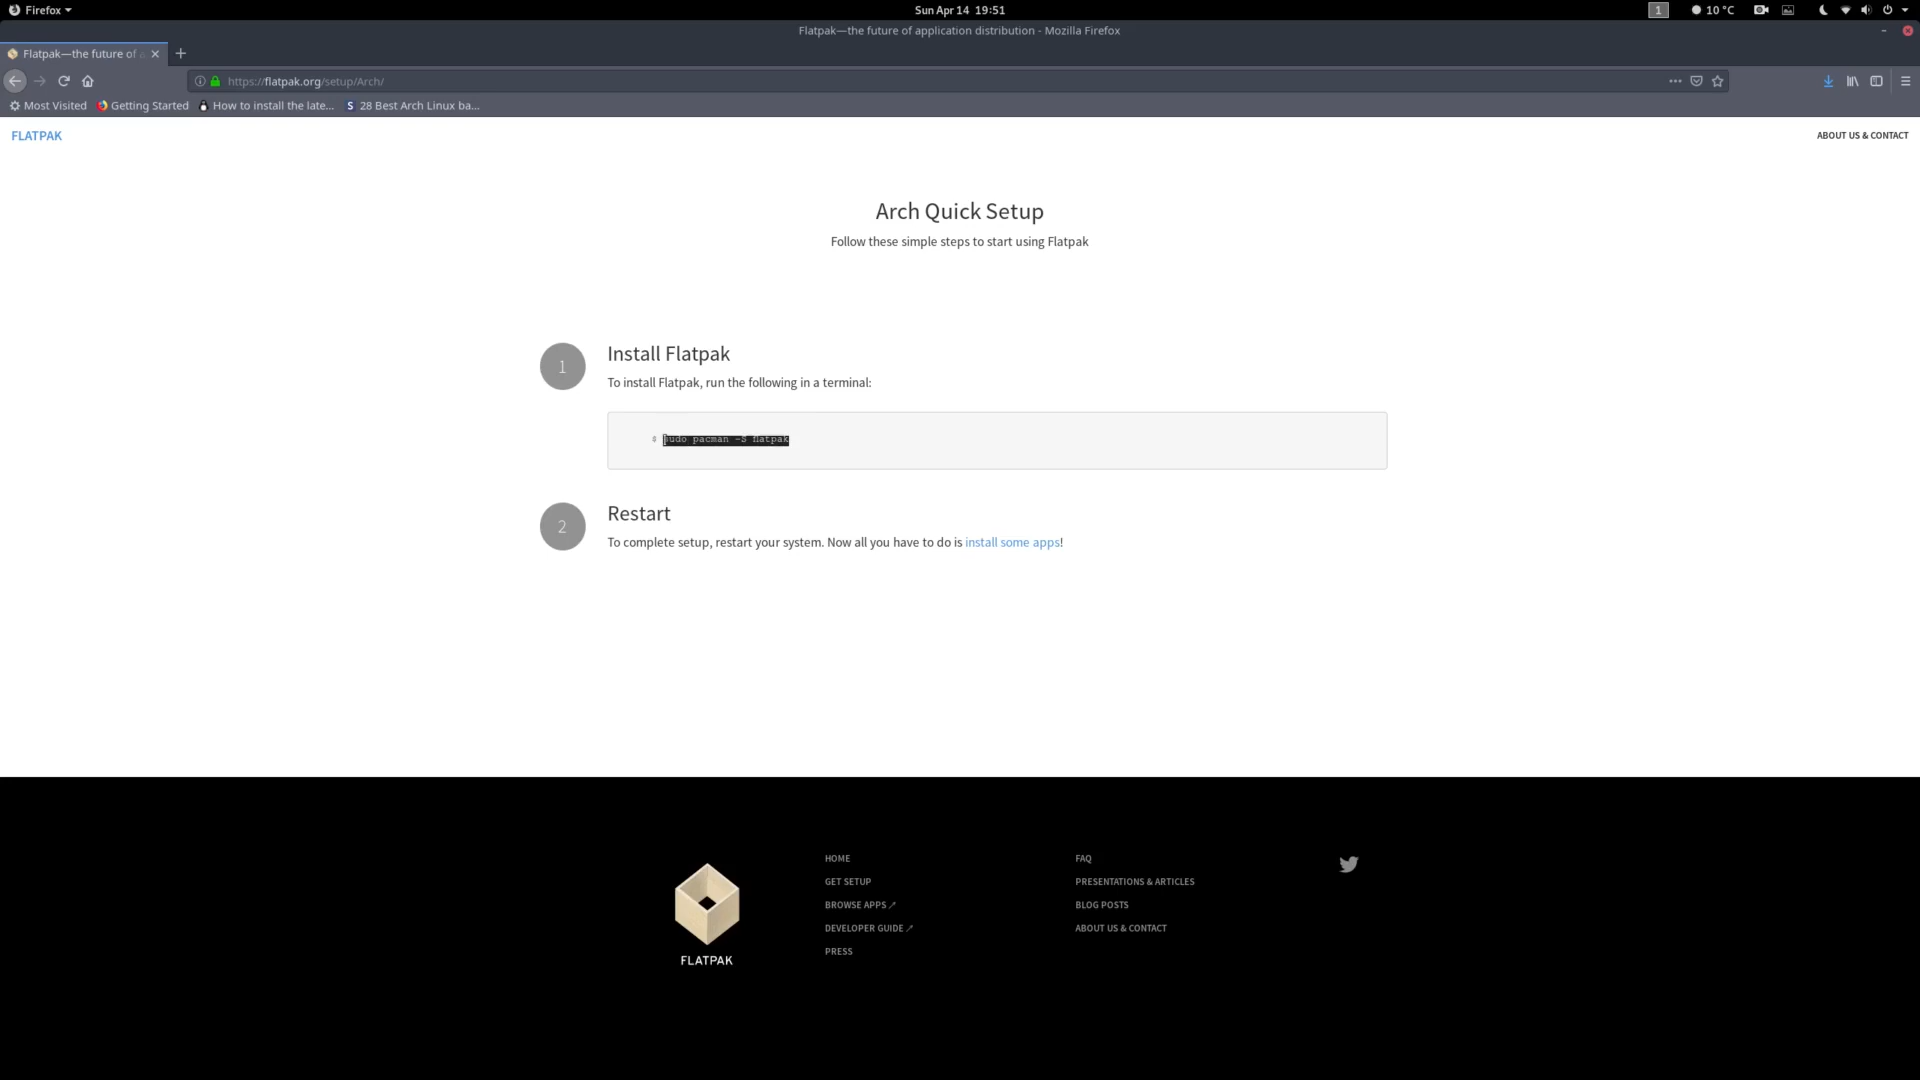 Firefox
Sun Apr 14 19:51
1
10 °C
Flatpak—the future of application distribution - Mozilla Firefox
Flatpak—the future of
https://flatpak.org/setup/Arch/
Most Visited
Getting Started
How to install the late...
S 28 Best Arch Linux ba...
FLATPAK
ABOUT US & CONTACT
Arch Quick Setup
Follow these simple steps to start using Flatpak
1
Install Flatpak
To install Flatpak, run the following in a terminal:
$ sudo pacman -S flatpak
2
Restart
To complete setup, restart your system. Now all you have to do is install some apps!
HOME
GET SETUP
BROWSE APPS
DEVELOPER GUIDE
PRESS
FAQ
PRESENTATIONS & ARTICLES
BLOG POSTS
ABOUT US & CONTACT
FLATPAK